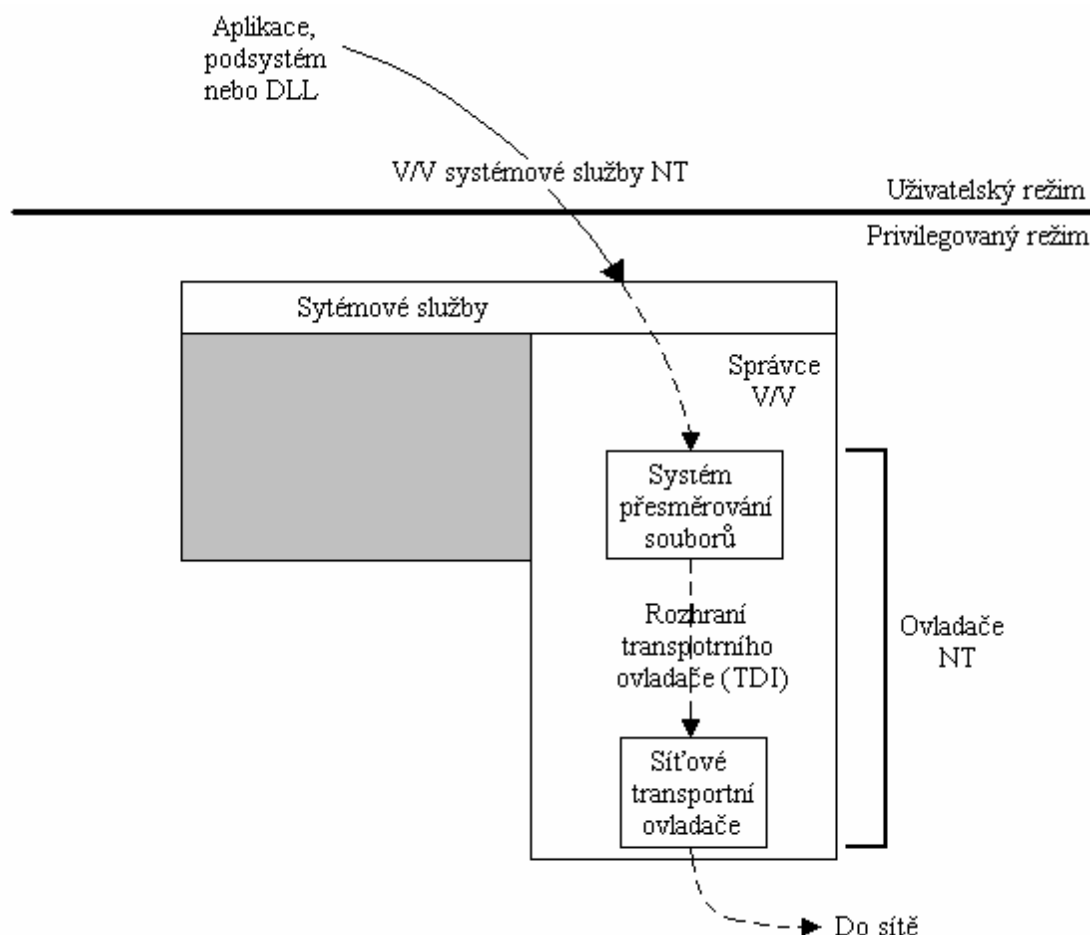 Aplikace,
podsystém
nebo DLL
V/V systémové služby NT
Uživatelský režim
Privilegovaný režim
Sytémové služby
Správce
V/V
Systém
přesměrování
souborů
Rozhraní
transpotrního
ovladače (TDI)
Ovladače
NT
Síťové
transportní
ovladače
Do sítě